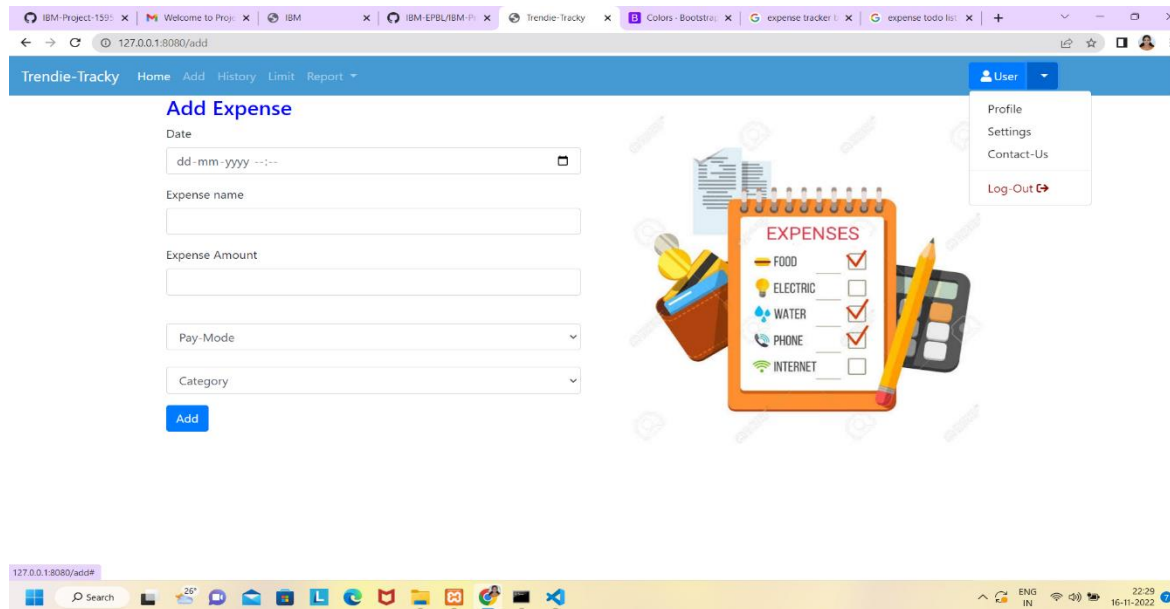 IBM-Project-159
Welcome to Proje
IBM
IBM-EPBL/IBM-P
Trendie-Tracky
Colors · Bootstrap
expense tracker
expense todo list
127.0.0.1:8080/add
Trendie-Tracky Home Add History Limit Report
User
Profile
Settings
Contact-Us
Log-Out
Add Expense
Date
dd-mm-yyyy --:--
Expense name
Expense Amount
Pay-Mode
Category
Add
EXPENSES
FOOD
ELECTRIC
WATER
PHONE
INTERNET
127.0.0.1:8080/add#
26°
Search
ENG
IN
22:29
16-11-2022